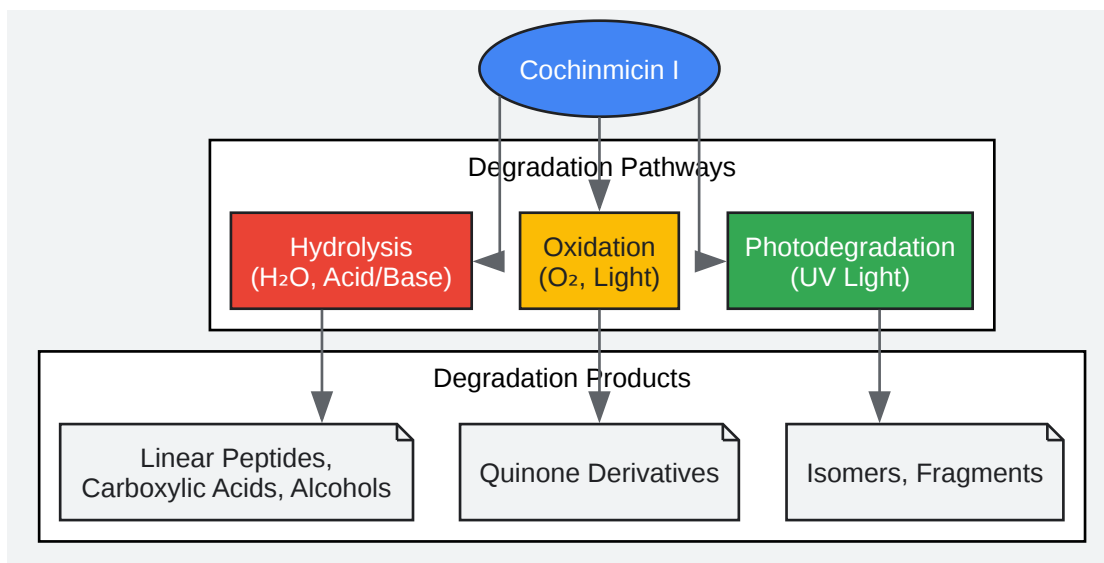 Cochinmicin I
Degradation Pathways
Hydrolysis
(H₂O, Acid/Base)
Oxidation
(O₂, Light)
Photodegradation
(UV Light)
Degradation Products
Linear Peptides,
Carboxylic Acids, Alcohols
Quinone Derivatives
Isomers, Fragments